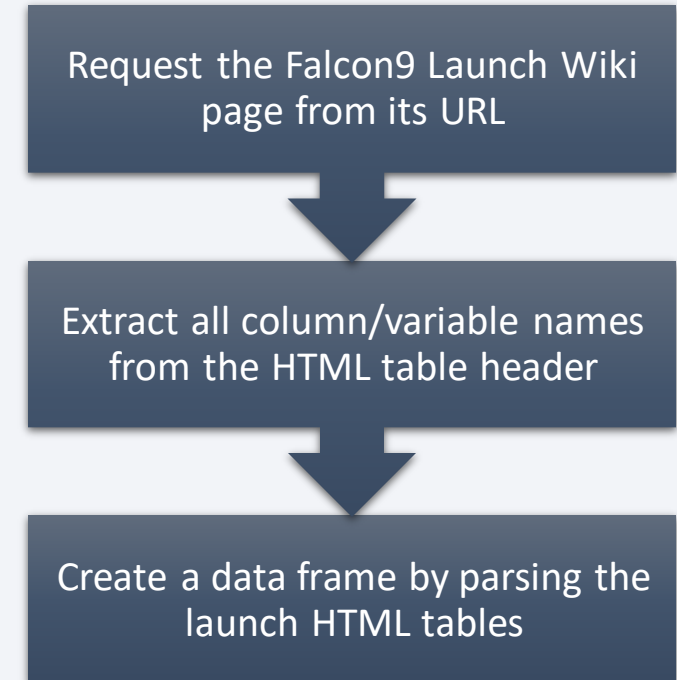 Request the Falcon9 Launch Wiki
page from its URL
Extract all column/variable names
from the HTML table header
Create a data frame by parsing the
launch HTML tables